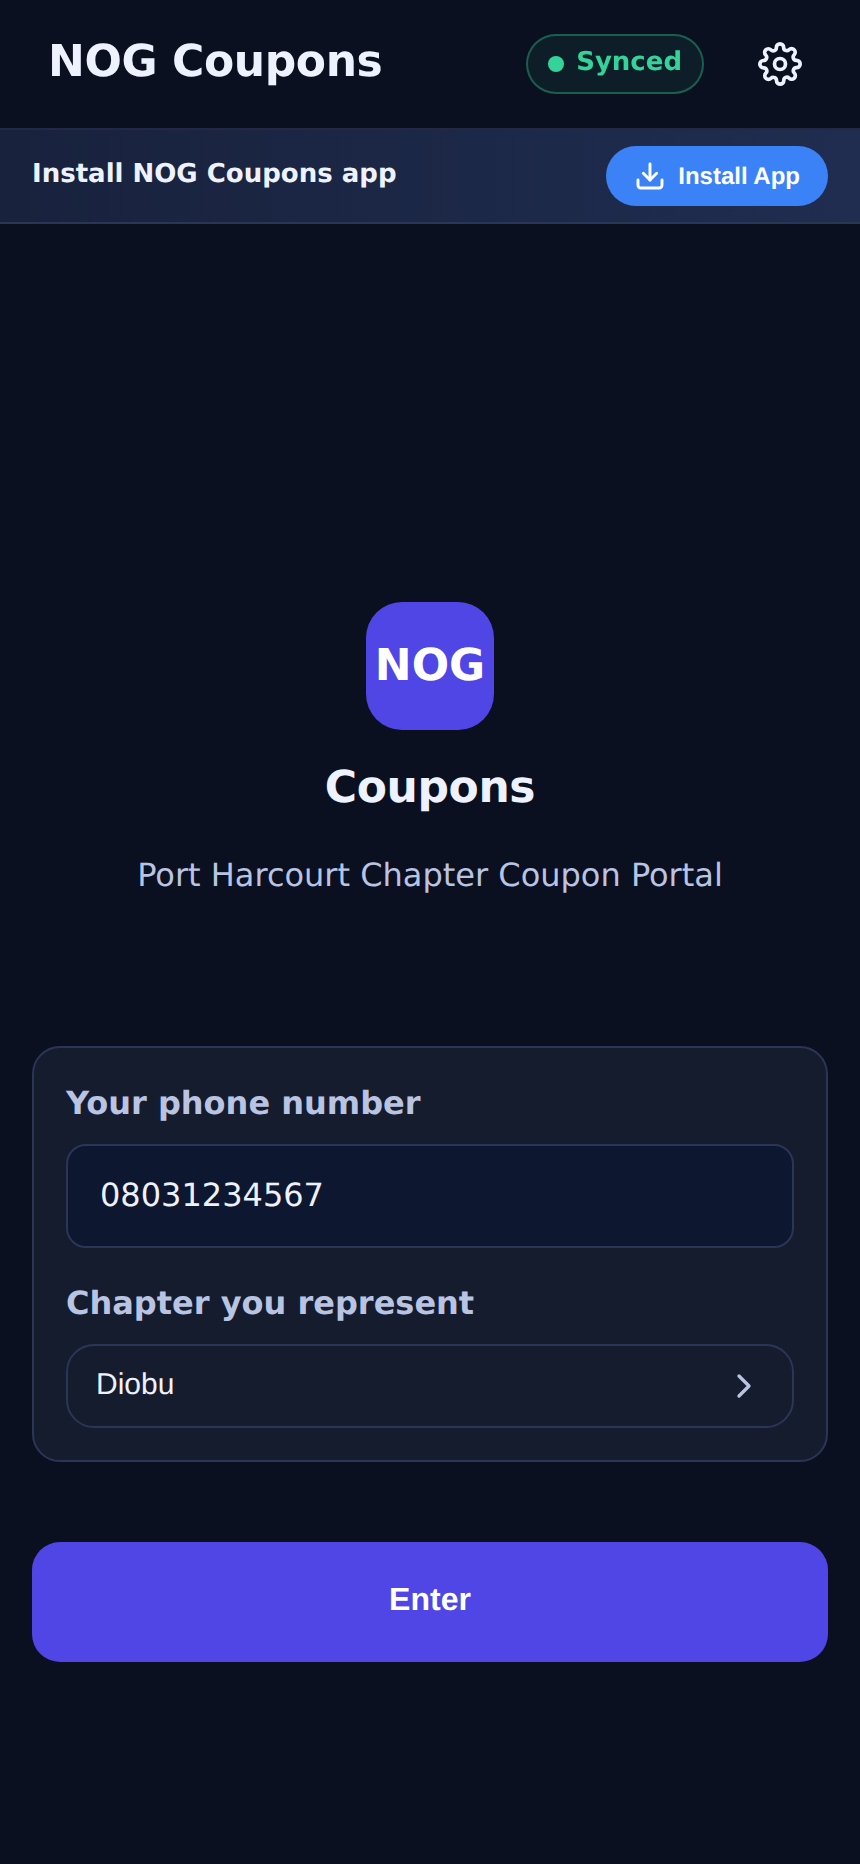 NOG Coupons
Synced
Install NOG Coupons app
Install App
NOG
Coupons
Port Harcourt Chapter Coupon Portal
Your phone number
08031234567
Chapter you represent
Diobu
Enter